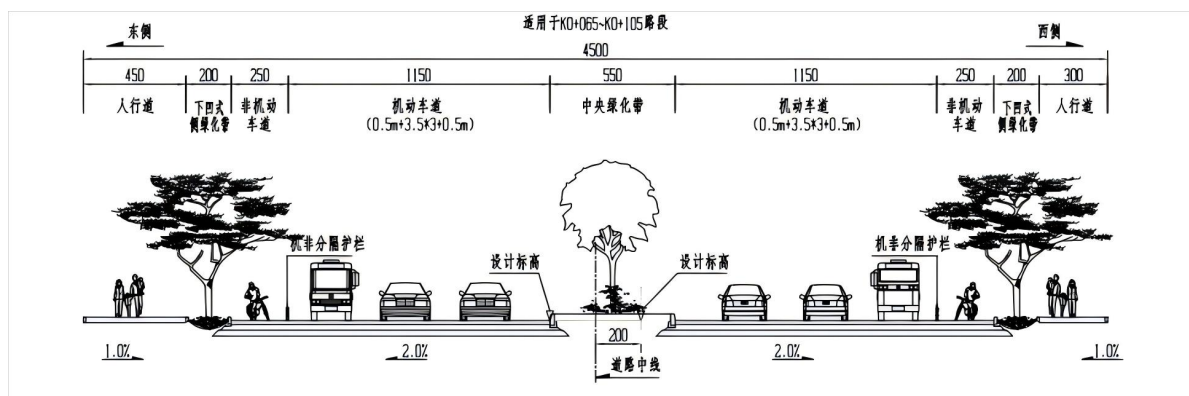 适用于K0+065~K0+105路段
东侧
西侧
4500
450 200 250 1150 550 1150 250 200 300
人行道 下凹式侧绿化带 非机动车道 机动车道 中央绿化带 机动车道 非机动车道 下凹式侧绿化带 人行道
(0.5m+3.5*3+0.5m) (0.5m+3.5*3+0.5m)
机非分隔护栏 机非分隔护栏
设计标高 设计标高
200
1.0% 2.0% 2.0% 1.0%
道路中线